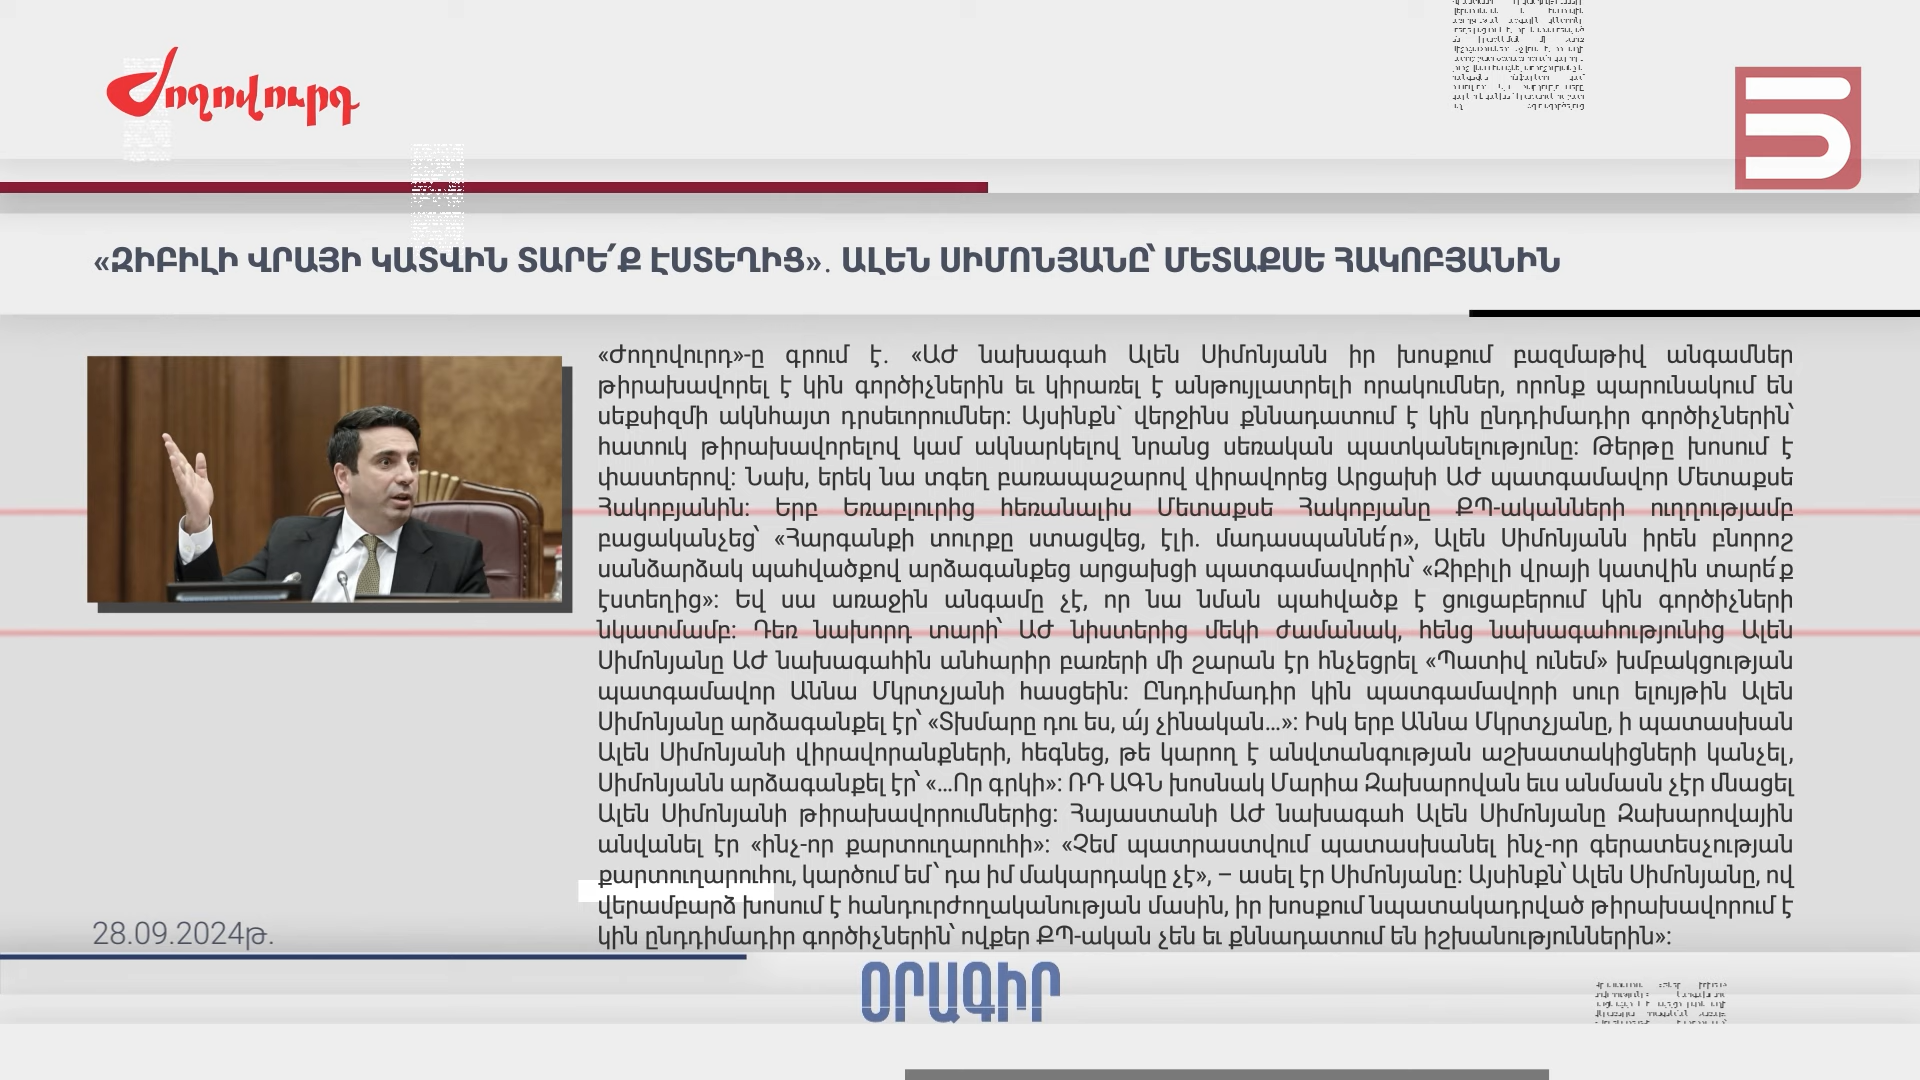 Ժողովուրդ
«ԶԻԲԻԼԻ ՎՐԱՅԻ ԿԱՏՎԻՆ ՏԱՐԵ՛Ք ԷՍՏԵՂԻՑ». ԱԼԵՆ ՍԻՄՈՆՅԱՆԸ՝ ՄԵՏԱՔՍԵ ՀԱԿՈԲՅԱՆԻՆ
«Ժողովուրդ»-ը գրում է. «ԱԺ նախագահ Ալեն Սիմոնյանն իր խոսքում բազմաթիվ անգամներ
թիրախավորել է կին գործիչներին եւ կիրառել է անթույլատրելի որակումներ, որոնք պարունակում են
սեքսիզմի ակնհայտ դրսեւորումներ: Այսինքն՝ վերջինս քննադատում է կին ընդդիմադիր գործիչներին՝
հատուկ թիրախավորելով կամ ակնարկելով նրանց սեռական պատկանելությունը: Թերթը խոսում է
փաստերով: Նախ, երեկ նա տգեղ բառապաշարով վիրավորեց Արցախի ԱԺ պատգամավոր Մետաքսե
Հակոբյանին: Երբ Եռաբլուրից հեռանալիս Մետաքսե Հակոբյանը ՔՊ-ականների ուղղությամբ
բացականչեց՝ «Հարգանքի տուրքը ստացվեց, էլի. մադասպաննե՛ր», Ալեն Սիմոնյանն իրեն բնորոշ
սանձարձակ պահվածքով արձագանքեց արցախցի պատգամավորին՝ «Զիբիլի վրայի կատվին տարե՛ք
էստեղից»: Եվ սա առաջին անգամը չէ, որ նա նման պահվածք է ցուցաբերում կին գործիչների
նկատմամբ: Դեռ նախորդ տարի՝ ԱԺ նիստերից մեկի ժամանակ, հենց նախագահությունից Ալեն
Սիմոնյանը ԱԺ նախագահին անհարիր բառերի մի շարան էր հնչեցրել «Պատիվ ունեմ» խմբակցության
պատգամավոր Աննա Մկրտչյանի հասցեին: Ընդդիմադիր կին պատգամավորի սուր ելույթին Ալեն
Սիմոնյանը արձագանքել էր՝ «Տխմարը դու ես, ա՛յ չինական...»: Իսկ երբ Աննա Մկրտչյանը, ի պատասխան
Ալեն Սիմոնյանի վիրավորանքների, հեգնեց, թե կարող է անվտանգության աշխատակիցների կանչել,
Սիմոնյանն արձագանքել էր՝ «...Որ գրկի»: ՌԴ ԱԳՆ խոսնակ Մարիա Զախարովան եւս անմասն չէր մնացել
Ալեն Սիմոնյանի թիրախավորումներից: Հայաստանի ԱԺ նախագահ Ալեն Սիմոնյանը Զախարովային
անվանել էր «ինչ-որ քարտուղարուհի»: «Չեմ պատրաստվում պատասխանել ինչ-որ գերատեսչության
քարտուղարուհու, կարծում եմ՝ դա իմ մակարդակը չէ», – ասել էր Սիմոնյանը: Այսինքն՝ Ալեն Սիմոնյանը, ով
վերամբարձ խոսում է հանդուրժողականության մասին, իր խոսքում նպատակադրված թիրախավորում է
կին ընդդիմադիր գործիչներին՝ ովքեր ՔՊ-ական չեն եւ քննադատում են իշխանություններին»:
28.09.2024թ.
ՕՐԱԳԻՐ